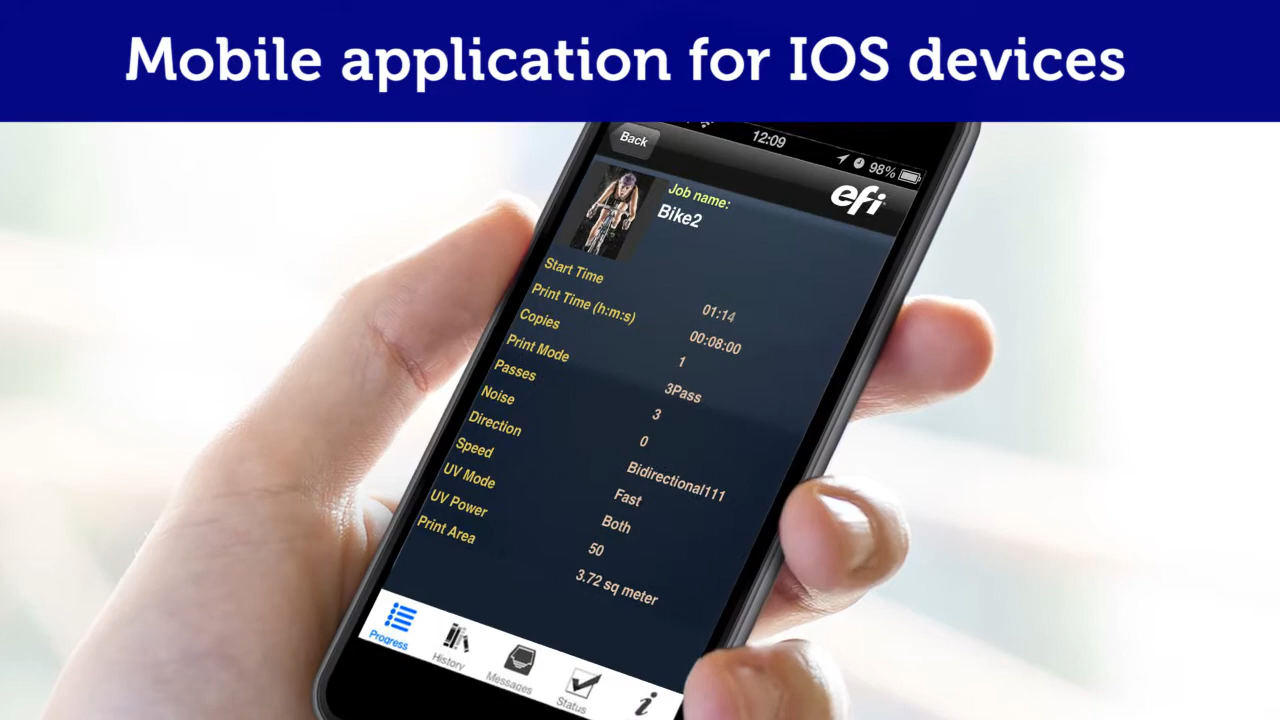 Mobile application for IOS devices
12:09
98%
Back
efi
Job name:
Bike2
Start Time 01:14
Print Time (h:m:s) 00:08:00
Copies 1
Print Mode 3Pass
Passes 3
Noise 0
Direction Bidirectional111
Speed Fast
UV Mode Both
UV Power 50
Print Area 3.72 sq meter
Progress
History
Messages
Status
i